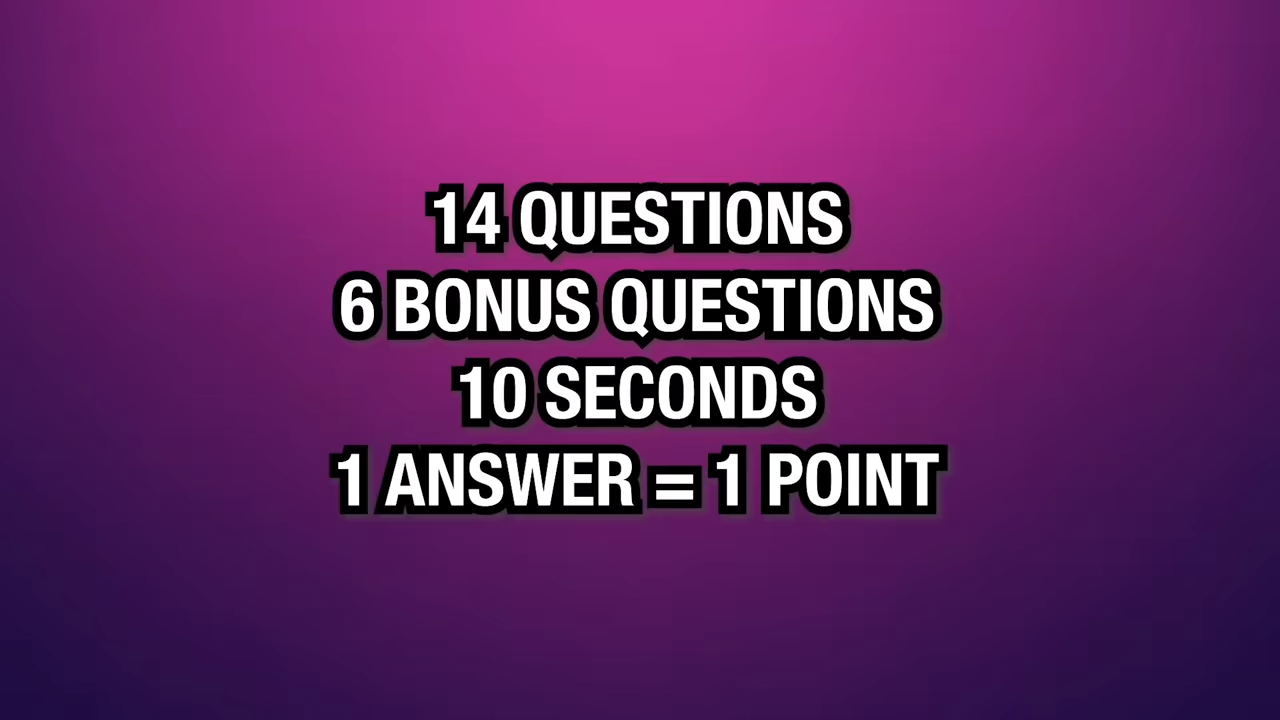 14 QUESTIONS
6 BONUS QUESTIONS
10 SECONDS
1 ANSWER = 1 POINT